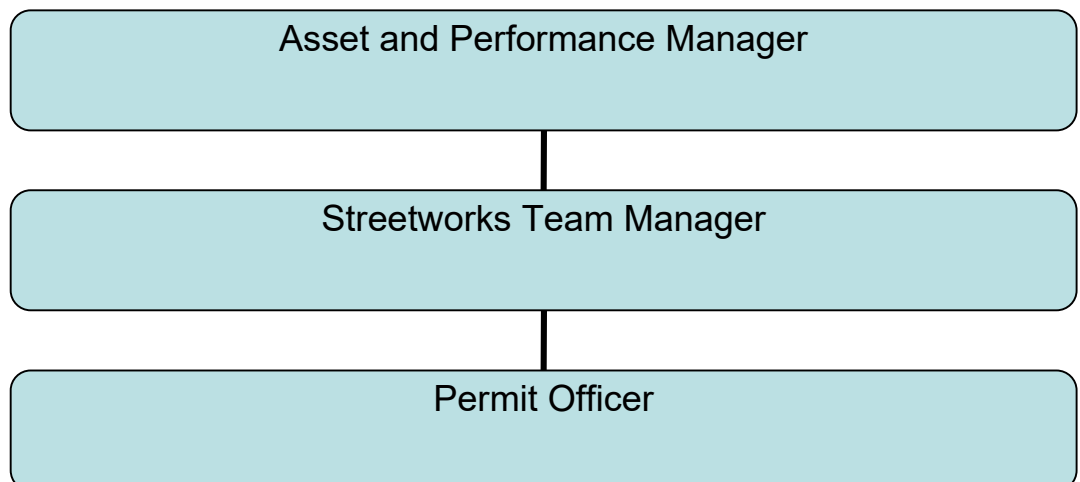 Asset and Performance Manager
Streetworks Team Manager
Permit Officer